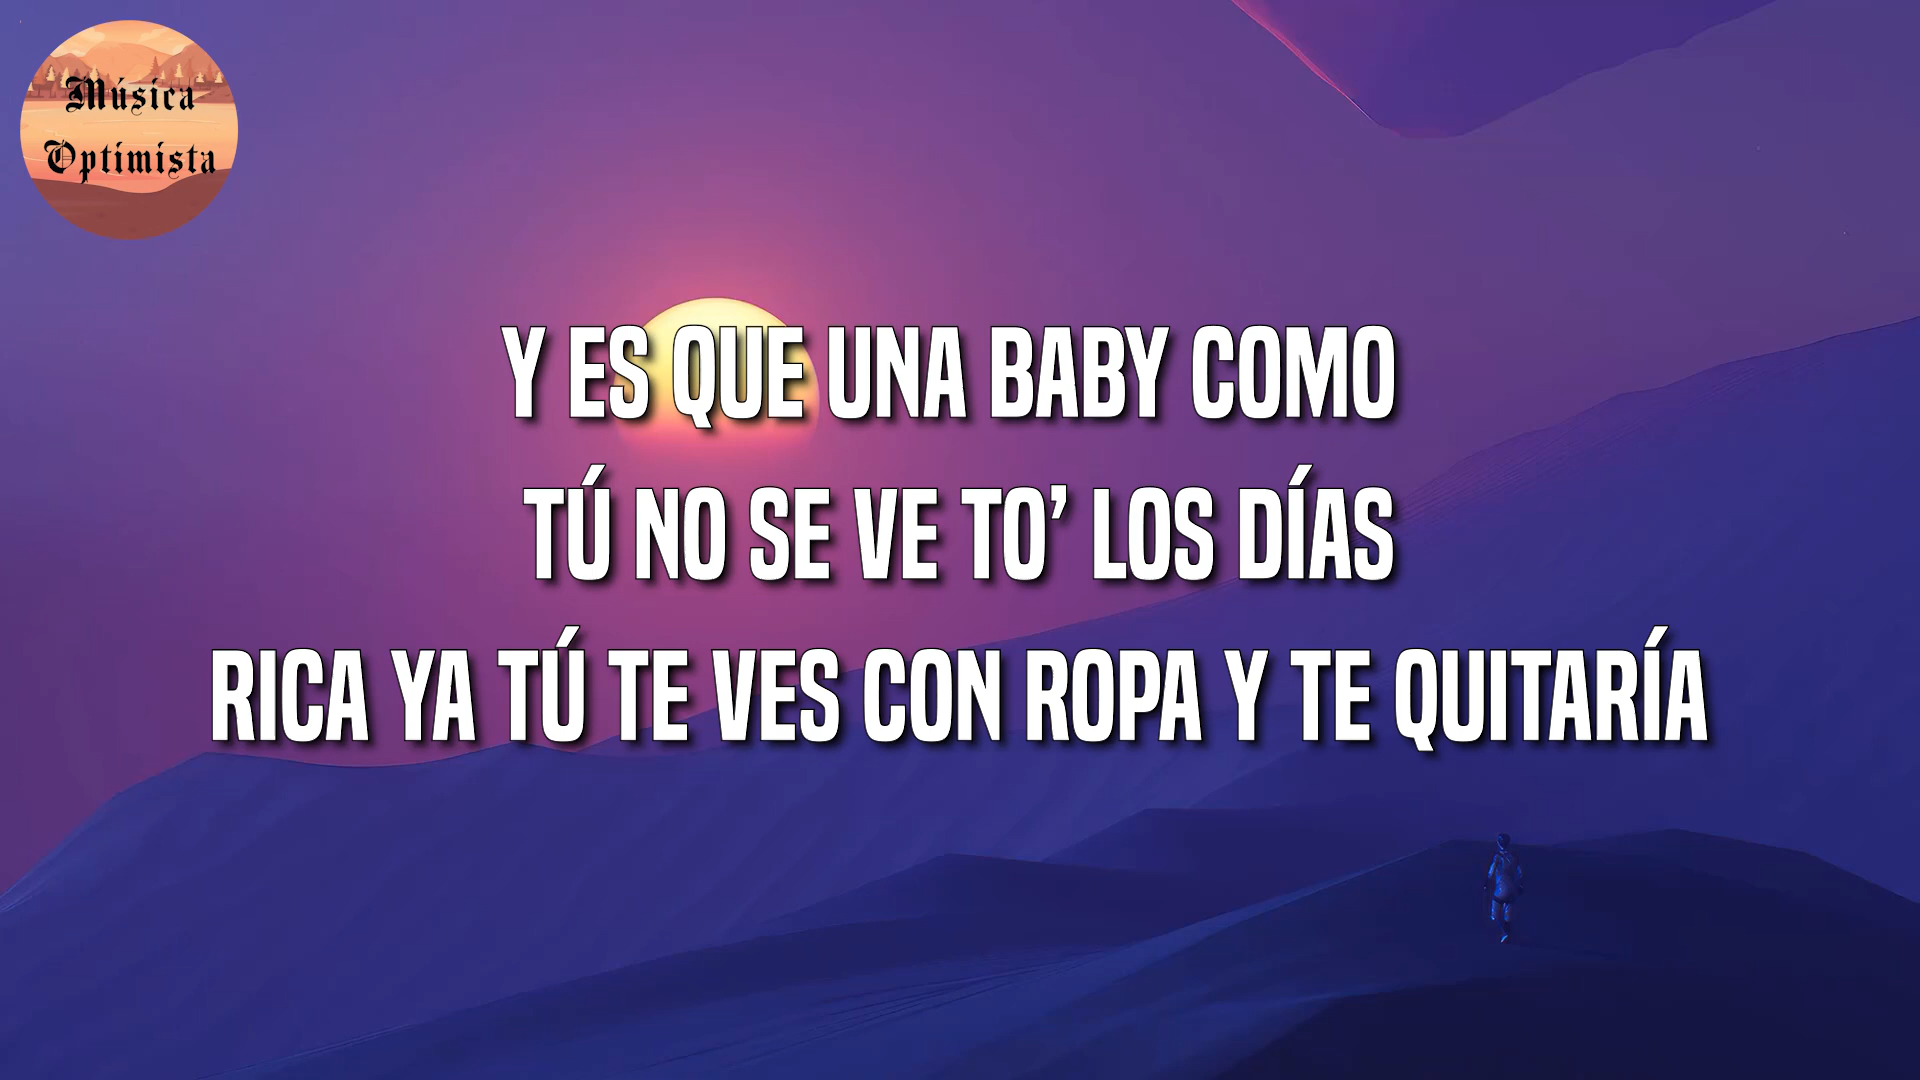 Música
Optimista
Y ES QUE UNA BABY COMO
TÚ NO SE VE TO’ LOS DÍAS
RICA YA TÚ TE VES CON ROPA Y TE QUITARÍA